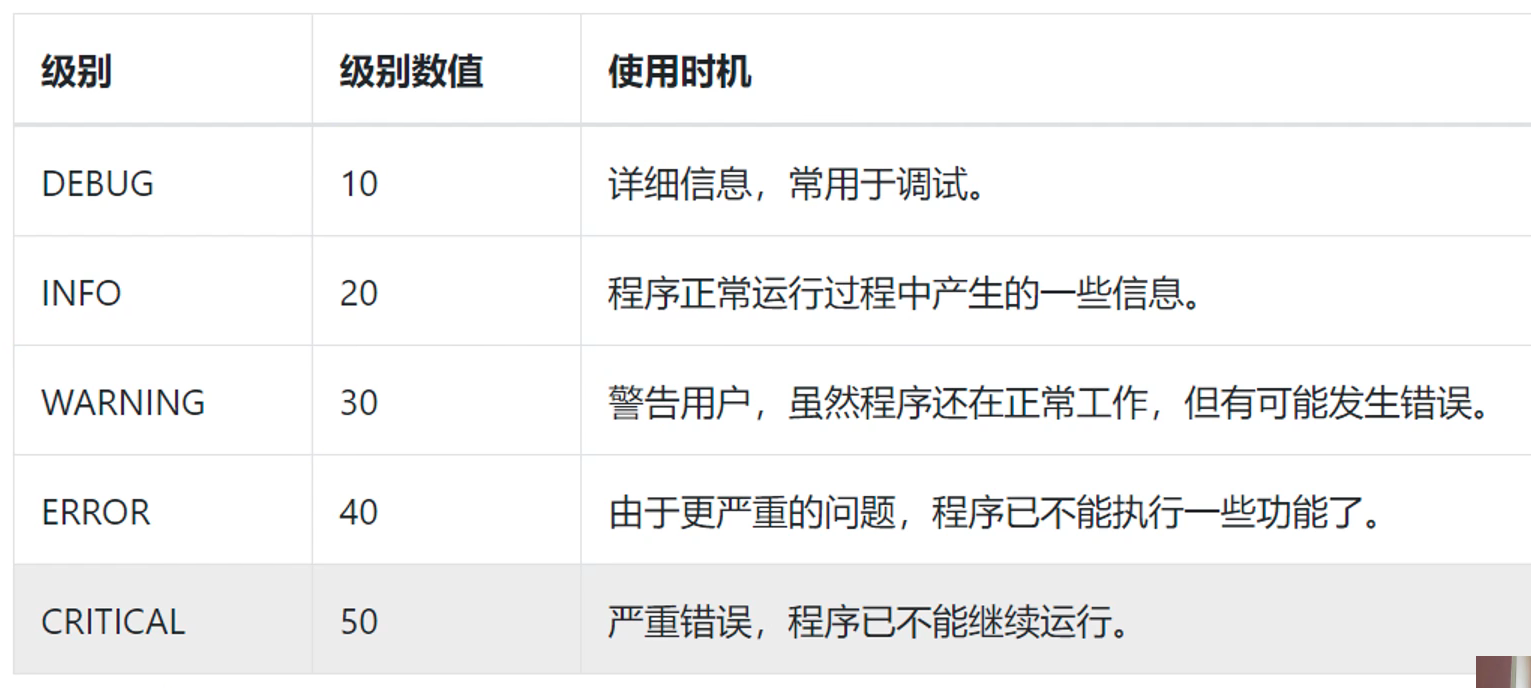 级别 级别数值 使用时机
DEBUG 10 详细信息，常用于调试。
INFO 20 程序正常运行过程中产生的一些信息。
WARNING 30 警告用户，虽然程序还在正常工作，但有可能发生错误。
ERROR 40 由于更严重的问题，程序已不能执行一些功能了。
CRITICAL 50 严重错误，程序已不能继续运行。